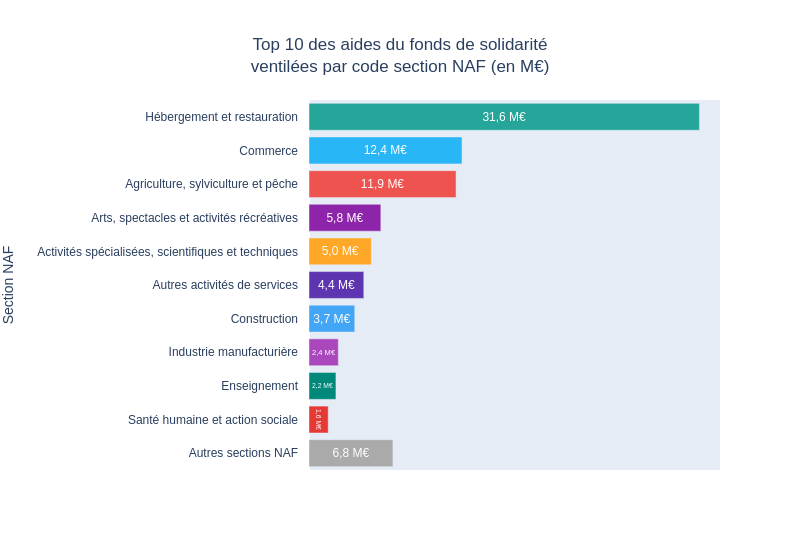 Top 10 des aides du fonds de solidarité
ventilées par code section NAF (en M€)
Section NAF
Hébergement et restauration 31,6 M€
Commerce 12,4 M€
Agriculture, sylviculture et pêche 11,9 M€
Arts, spectacles et activités récréatives 5,8 M€
Activités spécialisées, scientifiques et techniques 5,0 M€
Autres activités de services 4,4 M€
Construction 3,7 M€
Industrie manufacturière 2,4 M€
Enseignement 2,2 M€
Santé humaine et action sociale 1,6 M€
Autres sections NAF 6,8 M€